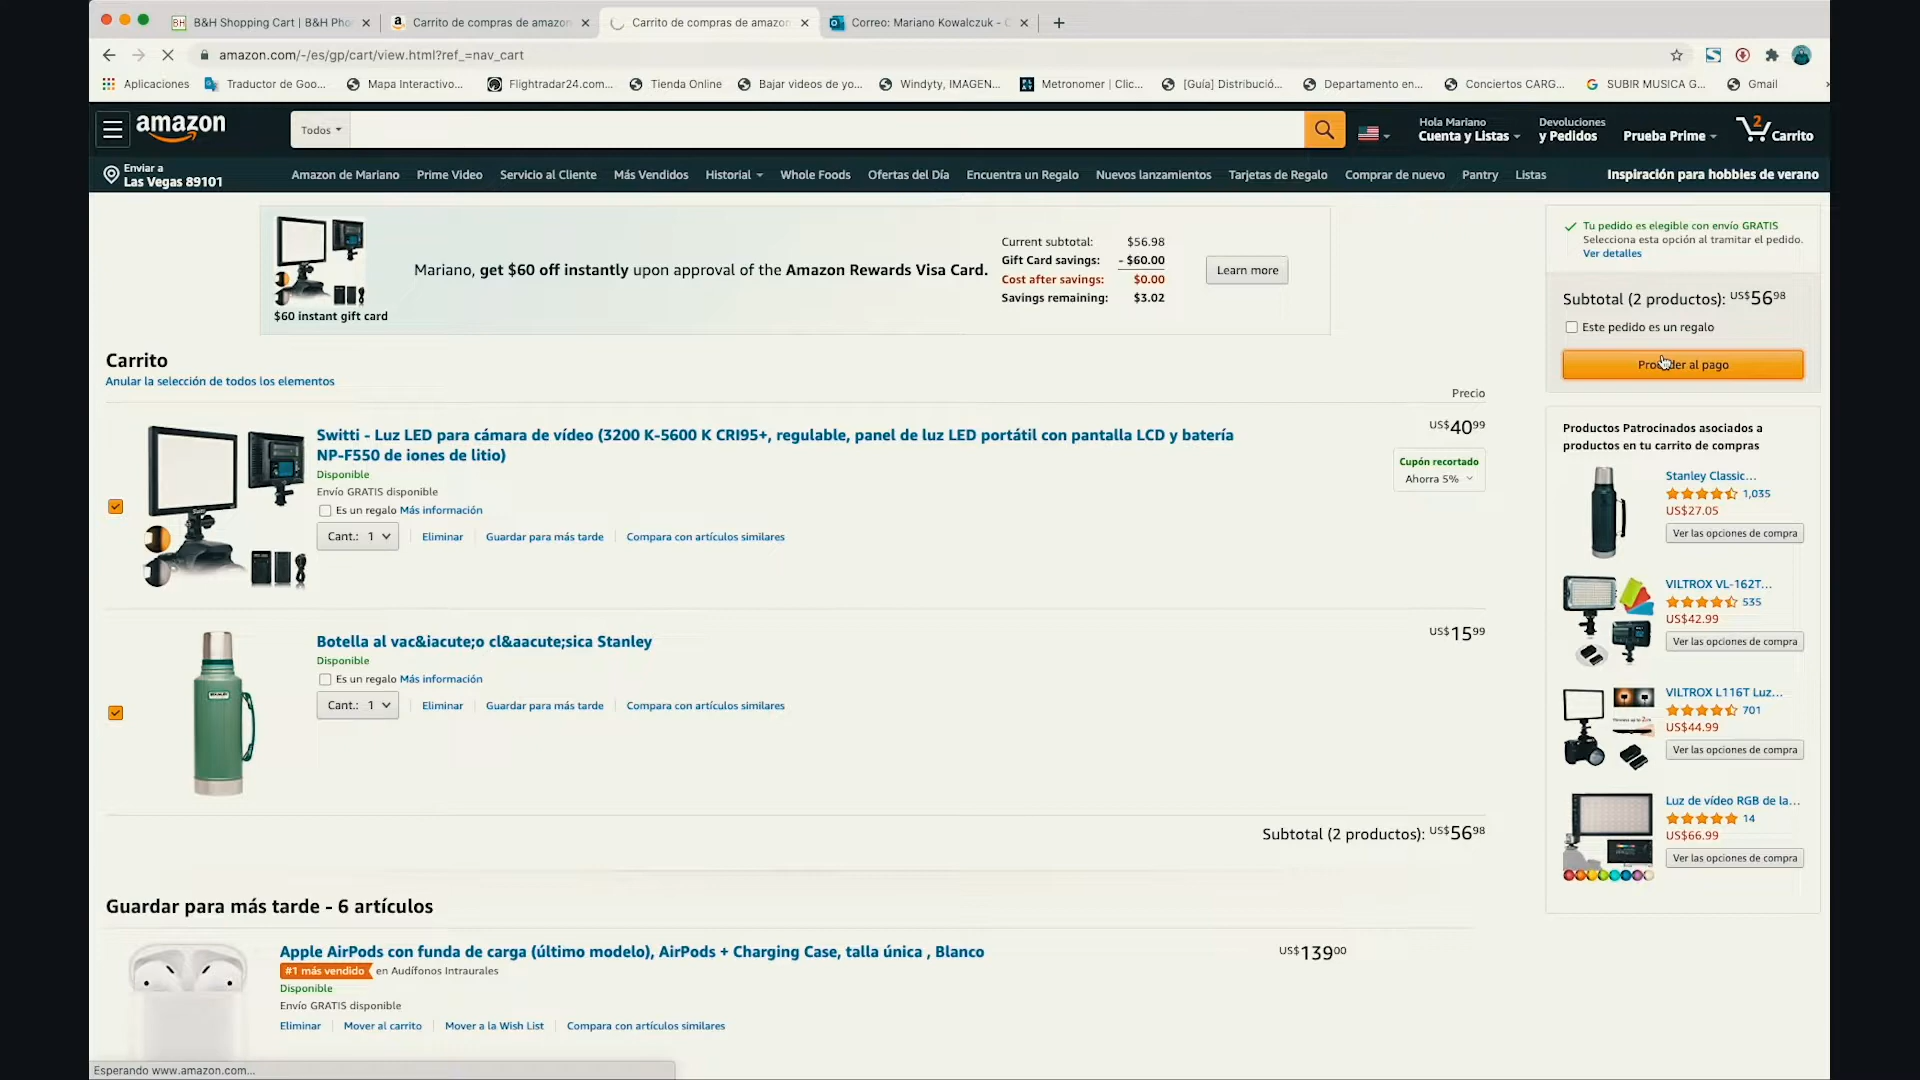 B&H Shopping Cart | B&H Pho
Carrito de compras de amazon
Carrito de compras de amazon
Correo: Mariano Kowalczuk -
amazon.com/-/es/gp/cart/view.html?ref_=nav_cart
Aplicaciones
Traductor de Goo...
Mapa Interactivo...
Flightradar24.com...
Tienda Online
Bajar videos de yo...
Windyty, IMAGEN...
Metronomer | Clic...
[Guía] Distribució...
Departamento en...
Conciertos CARG...
SUBIR MUSICA G...
Gmail
amazon
Todos
Hola Mariano
Cuenta y Listas
Devoluciones
y Pedidos
Prueba Prime
2
Carrito
Enviar a
Las Vegas 89101
Amazon de Mariano
Prime Video
Servicio al Cliente
Más Vendidos
Historial
Whole Foods
Ofertas del Día
Encuentra un Regalo
Nuevos lanzamientos
Tarjetas de Regalo
Comprar de nuevo
Pantry
Listas
Inspiración para hobbies de verano
$60 instant gift card
Mariano, get $60 off instantly upon approval of the Amazon Rewards Visa Card.
Current subtotal: $56.98
Gift Card savings: - $60.00
Cost after savings: $0.00
Savings remaining: $3.02
Learn more
Tu pedido es elegible con envío GRATIS
Selecciona esta opción al tramitar el pedido.
Ver detalles
Subtotal (2 productos): US$5698
Este pedido es un regalo
Proceder al pago
Carrito
Anular la selección de todos los elementos
Precio
Switti - Luz LED para cámara de vídeo (3200 K-5600 K CRI95+, regulable, panel de luz LED portátil con pantalla LCD y batería
NP-F550 de iones de litio)
US$4099
Cupón recortado
Ahorra 5%
Disponible
Envío GRATIS disponible
Es un regalo Más información
Cant.: 1
Eliminar
Guardar para más tarde
Compara con artículos similares
Botella al vac&iacute;o cl&aacute;sica Stanley
US$1599
Disponible
Es un regalo Más información
Cant.: 1
Eliminar
Guardar para más tarde
Compara con artículos similares
Subtotal (2 productos): US$5698
Productos Patrocinados asociados a
productos en tu carrito de compras
Stanley Classic...
1,035
US$27.05
Ver las opciones de compra
VILTROX VL-162T...
535
US$42.99
Ver las opciones de compra
VILTROX L116T Luz...
701
US$44.99
Ver las opciones de compra
Luz de vídeo RGB de la...
14
US$66.99
Ver las opciones de compra
Guardar para más tarde - 6 artículos
Apple AirPods con funda de carga (último modelo), AirPods + Charging Case, talla única , Blanco
US$13900
#1 más vendido en Audífonos Intraurales
Disponible
Envío GRATIS disponible
Eliminar
Mover al carrito
Mover a la Wish List
Compara con artículos similares
Esperando www.amazon.com...